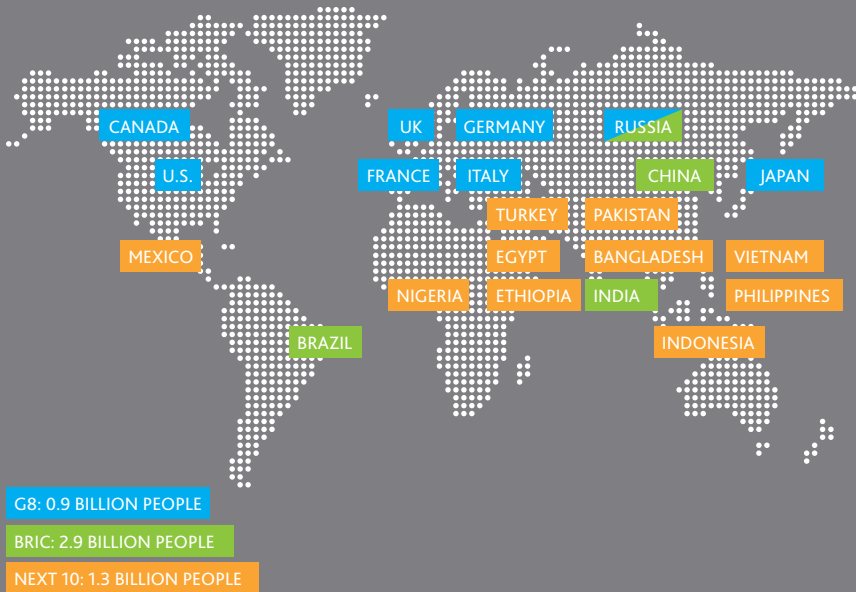 CANADA
UK
GERMANY
RUSSIA
U.S.
FRANCE
ITALY
CHINA
JAPAN
TURKEY
PAKISTAN
MEXICO
EGYPT
BANGLADESH
VIETNAM
NIGERIA
ETHIOPIA
INDIA
PHILIPPINES
BRAZIL
INDONESIA
G8: 0.9 BILLION PEOPLE
BRIC: 2.9 BILLION PEOPLE
NEXT 10: 1.3 BILLION PEOPLE